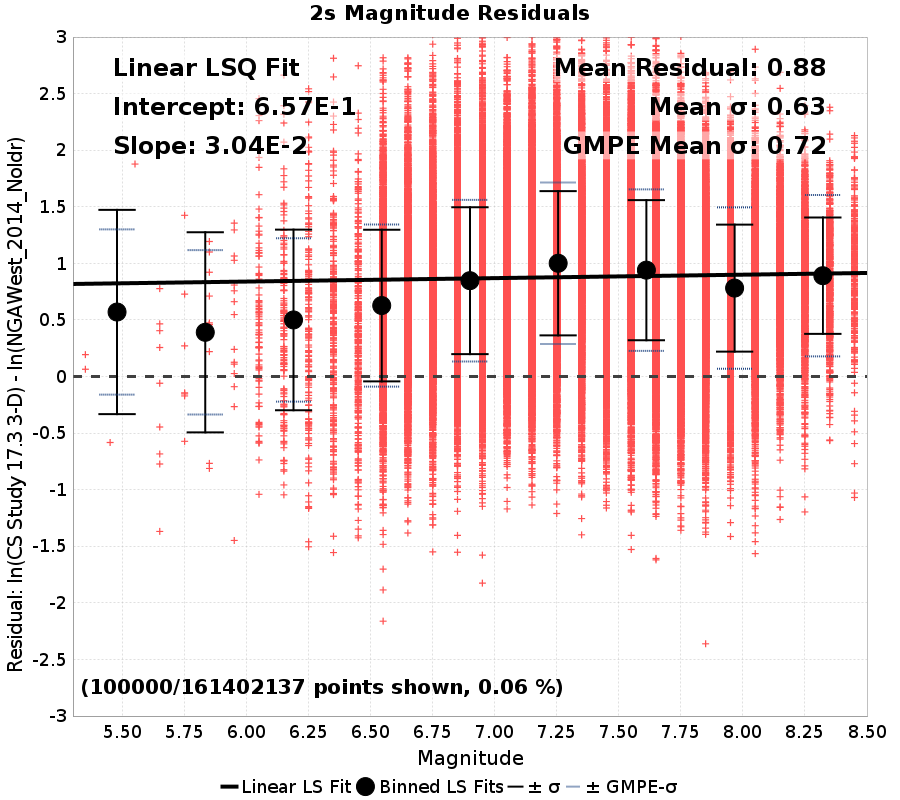 2s Magnitude Residuals
Linear LSQ Fit
Intercept: 6.57E-1
Slope: 3.04E-2
Mean Residual: 0.88
Mean σ: 0.63
GMPE Mean σ: 0.72
Residual: ln(CS Study 17.3 3-D) - ln(NGAWest_2014_NoIdr)
3
2.5
2
1.5
1
0.5
0
-0.5
-1
-1.5
-2
-2.5
-3
(100000/161402137 points shown, 0.06 %)
5.50 5.75 6.00 6.25 6.50 6.75 7.00 7.25 7.50 7.75 8.00 8.25 8.50
Magnitude
Linear LS Fit Binned LS Fits ± σ ± GMPE-σ